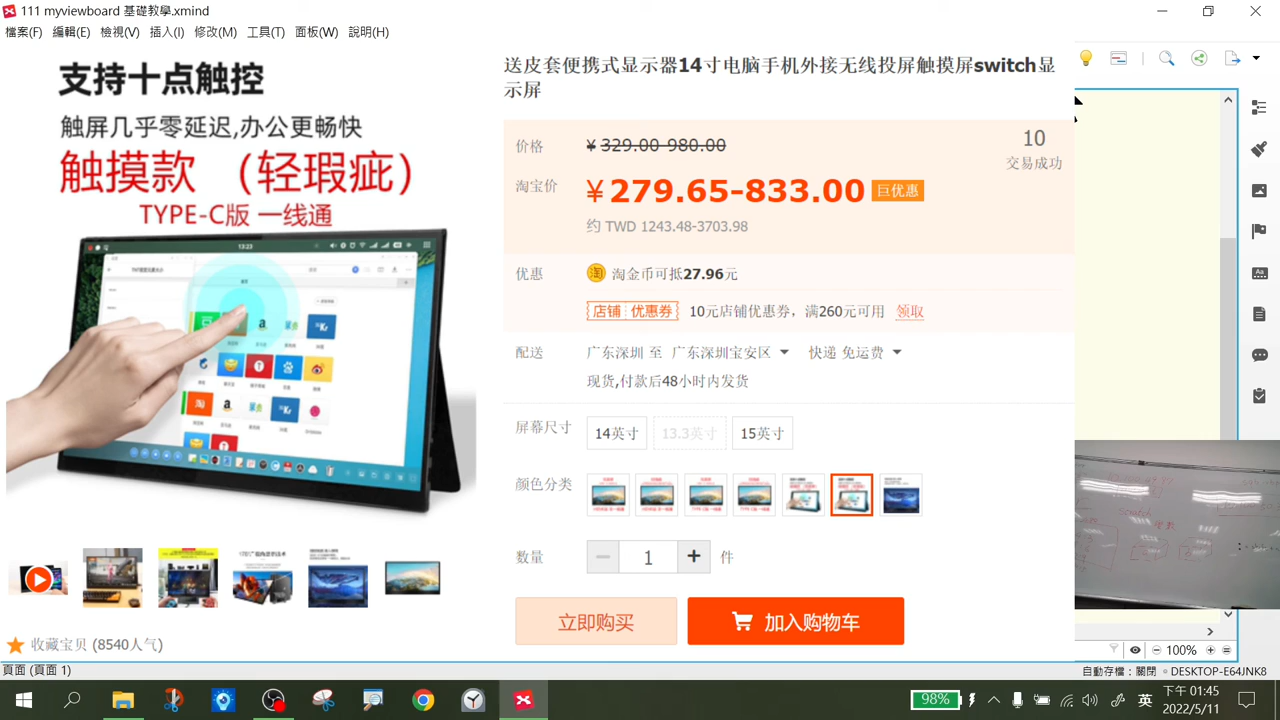 111 myviewboard 基礎教學.xmind
檔案(F) 編輯(E) 檢視(V) 插入(I) 修改(M) 工具(T) 面板(W) 說明(H)
支持十点触控
触屏几乎零延迟,办公更畅快
触摸款 （轻瑕疵）
TYPE-C版 一线通
13:23
送皮套便携式显示器14寸电脑手机外接无线投屏触摸屏switch显
示屏
价格 ¥ 329.00-980.00
10
交易成功
淘宝价 ¥ 279.65-833.00 巨优惠
约 TWD 1243.48-3703.98
优惠 淘 淘金币可抵27.96元
店铺 优惠券 10元店铺优惠券，满260元可用 领取
配送 广东深圳 至 广东深圳宝安区 快递 免运费
现货,付款后48小时内发货
屏幕尺寸 14英寸 13.3英寸 15英寸
颜色分类
数量 1 件
立即购买 加入购物车
收藏宝贝 (8540人气)
Scratch
100%
頁面 (頁面 1)
自動存檔：關閉 DESKTOP-E64JNK8
98% 英 下午 01:45
2022/5/11